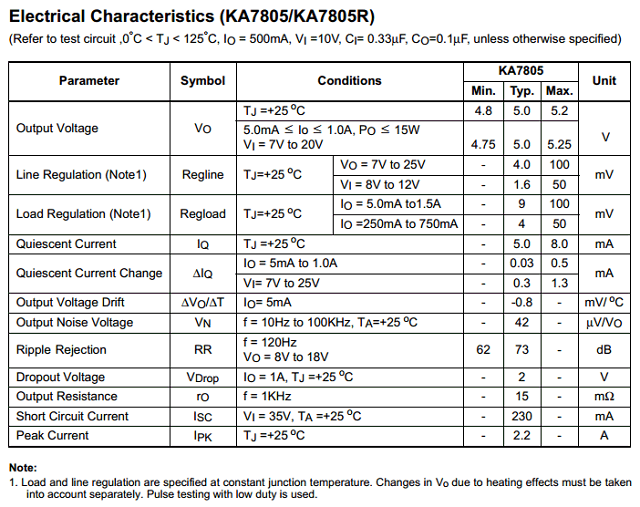 Electrical Characteristics (KA7805/KA7805R)
(Refer to test circuit ,0°C < TJ < 125°C, IO = 500mA, VI =10V, CI= 0.33µF, CO=0.1µF, unless otherwise specified)
Parameter Symbol Conditions KA7805 Unit
Min. Typ. Max.
Output Voltage VO TJ =+25 °C 4.8 5.0 5.2 V
5.0mA ≤ Io ≤ 1.0A, PO ≤ 15W
VI = 7V to 20V 4.75 5.0 5.25
Line Regulation (Note1) Regline TJ=+25 °C VO = 7V to 25V - 4.0 100 mV
VI = 8V to 12V - 1.6 50
Load Regulation (Note1) Regload TJ=+25 °C IO = 5.0mA to1.5A - 9 100 mV
IO =250mA to 750mA - 4 50
Quiescent Current IQ TJ =+25 °C - 5.0 8.0 mA
Quiescent Current Change ΔIQ IO = 5mA to 1.0A - 0.03 0.5 mA
VI= 7V to 25V - 0.3 1.3
Output Voltage Drift ΔVO/ΔT IO= 5mA - -0.8 - mV/ °C
Output Noise Voltage VN f = 10Hz to 100KHz, TA=+25 °C - 42 - µV/VO
Ripple Rejection RR f = 120Hz
VO = 8V to 18V 62 73 - dB
Dropout Voltage VDrop IO = 1A, TJ =+25 °C - 2 - V
Output Resistance rO f = 1KHz - 15 - mΩ
Short Circuit Current ISC VI = 35V, TA =+25 °C - 230 - mA
Peak Current IPK TJ =+25 °C - 2.2 - A
Note:
1. Load and line regulation are specified at constant junction temperature. Changes in Vo due to heating effects must be taken
into account separately. Pulse testing with low duty is used.